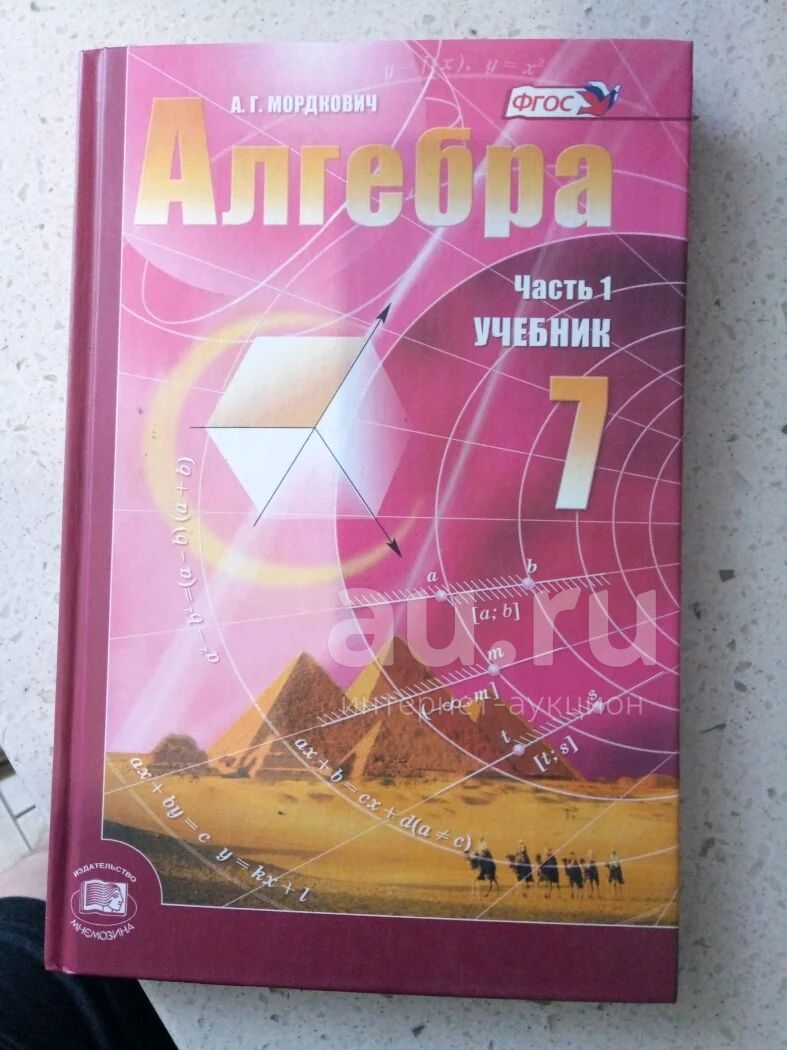 y = f(x), y = x²
А. Г. МОРДКОВИЧ
ФГОС
Алгебра
Часть 1
УЧЕБНИК
7
a² − b² = (a − b)(a + b)
a
b
[a; b]
au.ru
интернет-аукцион
m
(−∞; m]
s
t
[t; s]
ax + b = cx + d(a ≠ c)
ax + by = c
y = kx + l
ИЗДАТЕЛЬСТВО
МНЕМОЗИНА